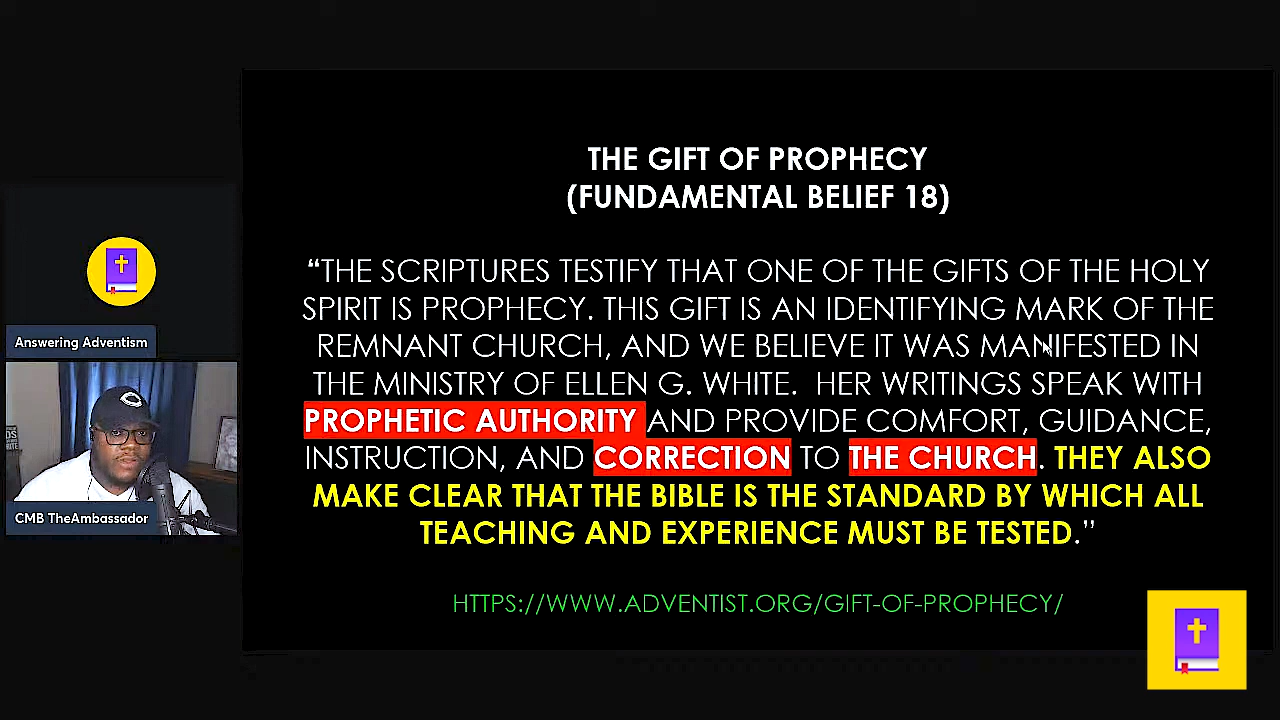 THE GIFT OF PROPHECY
(FUNDAMENTAL BELIEF 18)
“THE SCRIPTURES TESTIFY THAT ONE OF THE GIFTS OF THE HOLY
SPIRIT IS PROPHECY. THIS GIFT IS AN IDENTIFYING MARK OF THE
REMNANT CHURCH, AND WE BELIEVE IT WAS MANIFESTED IN
THE MINISTRY OF ELLEN G. WHITE. HER WRITINGS SPEAK WITH
PROPHETIC AUTHORITY AND PROVIDE COMFORT, GUIDANCE,
INSTRUCTION, AND CORRECTION TO THE CHURCH. THEY ALSO
MAKE CLEAR THAT THE BIBLE IS THE STANDARD BY WHICH ALL
TEACHING AND EXPERIENCE MUST BE TESTED.”
HTTPS://WWW.ADVENTIST.ORG/GIFT-OF-PROPHECY/
Answering Adventism
CMB TheAmbassador